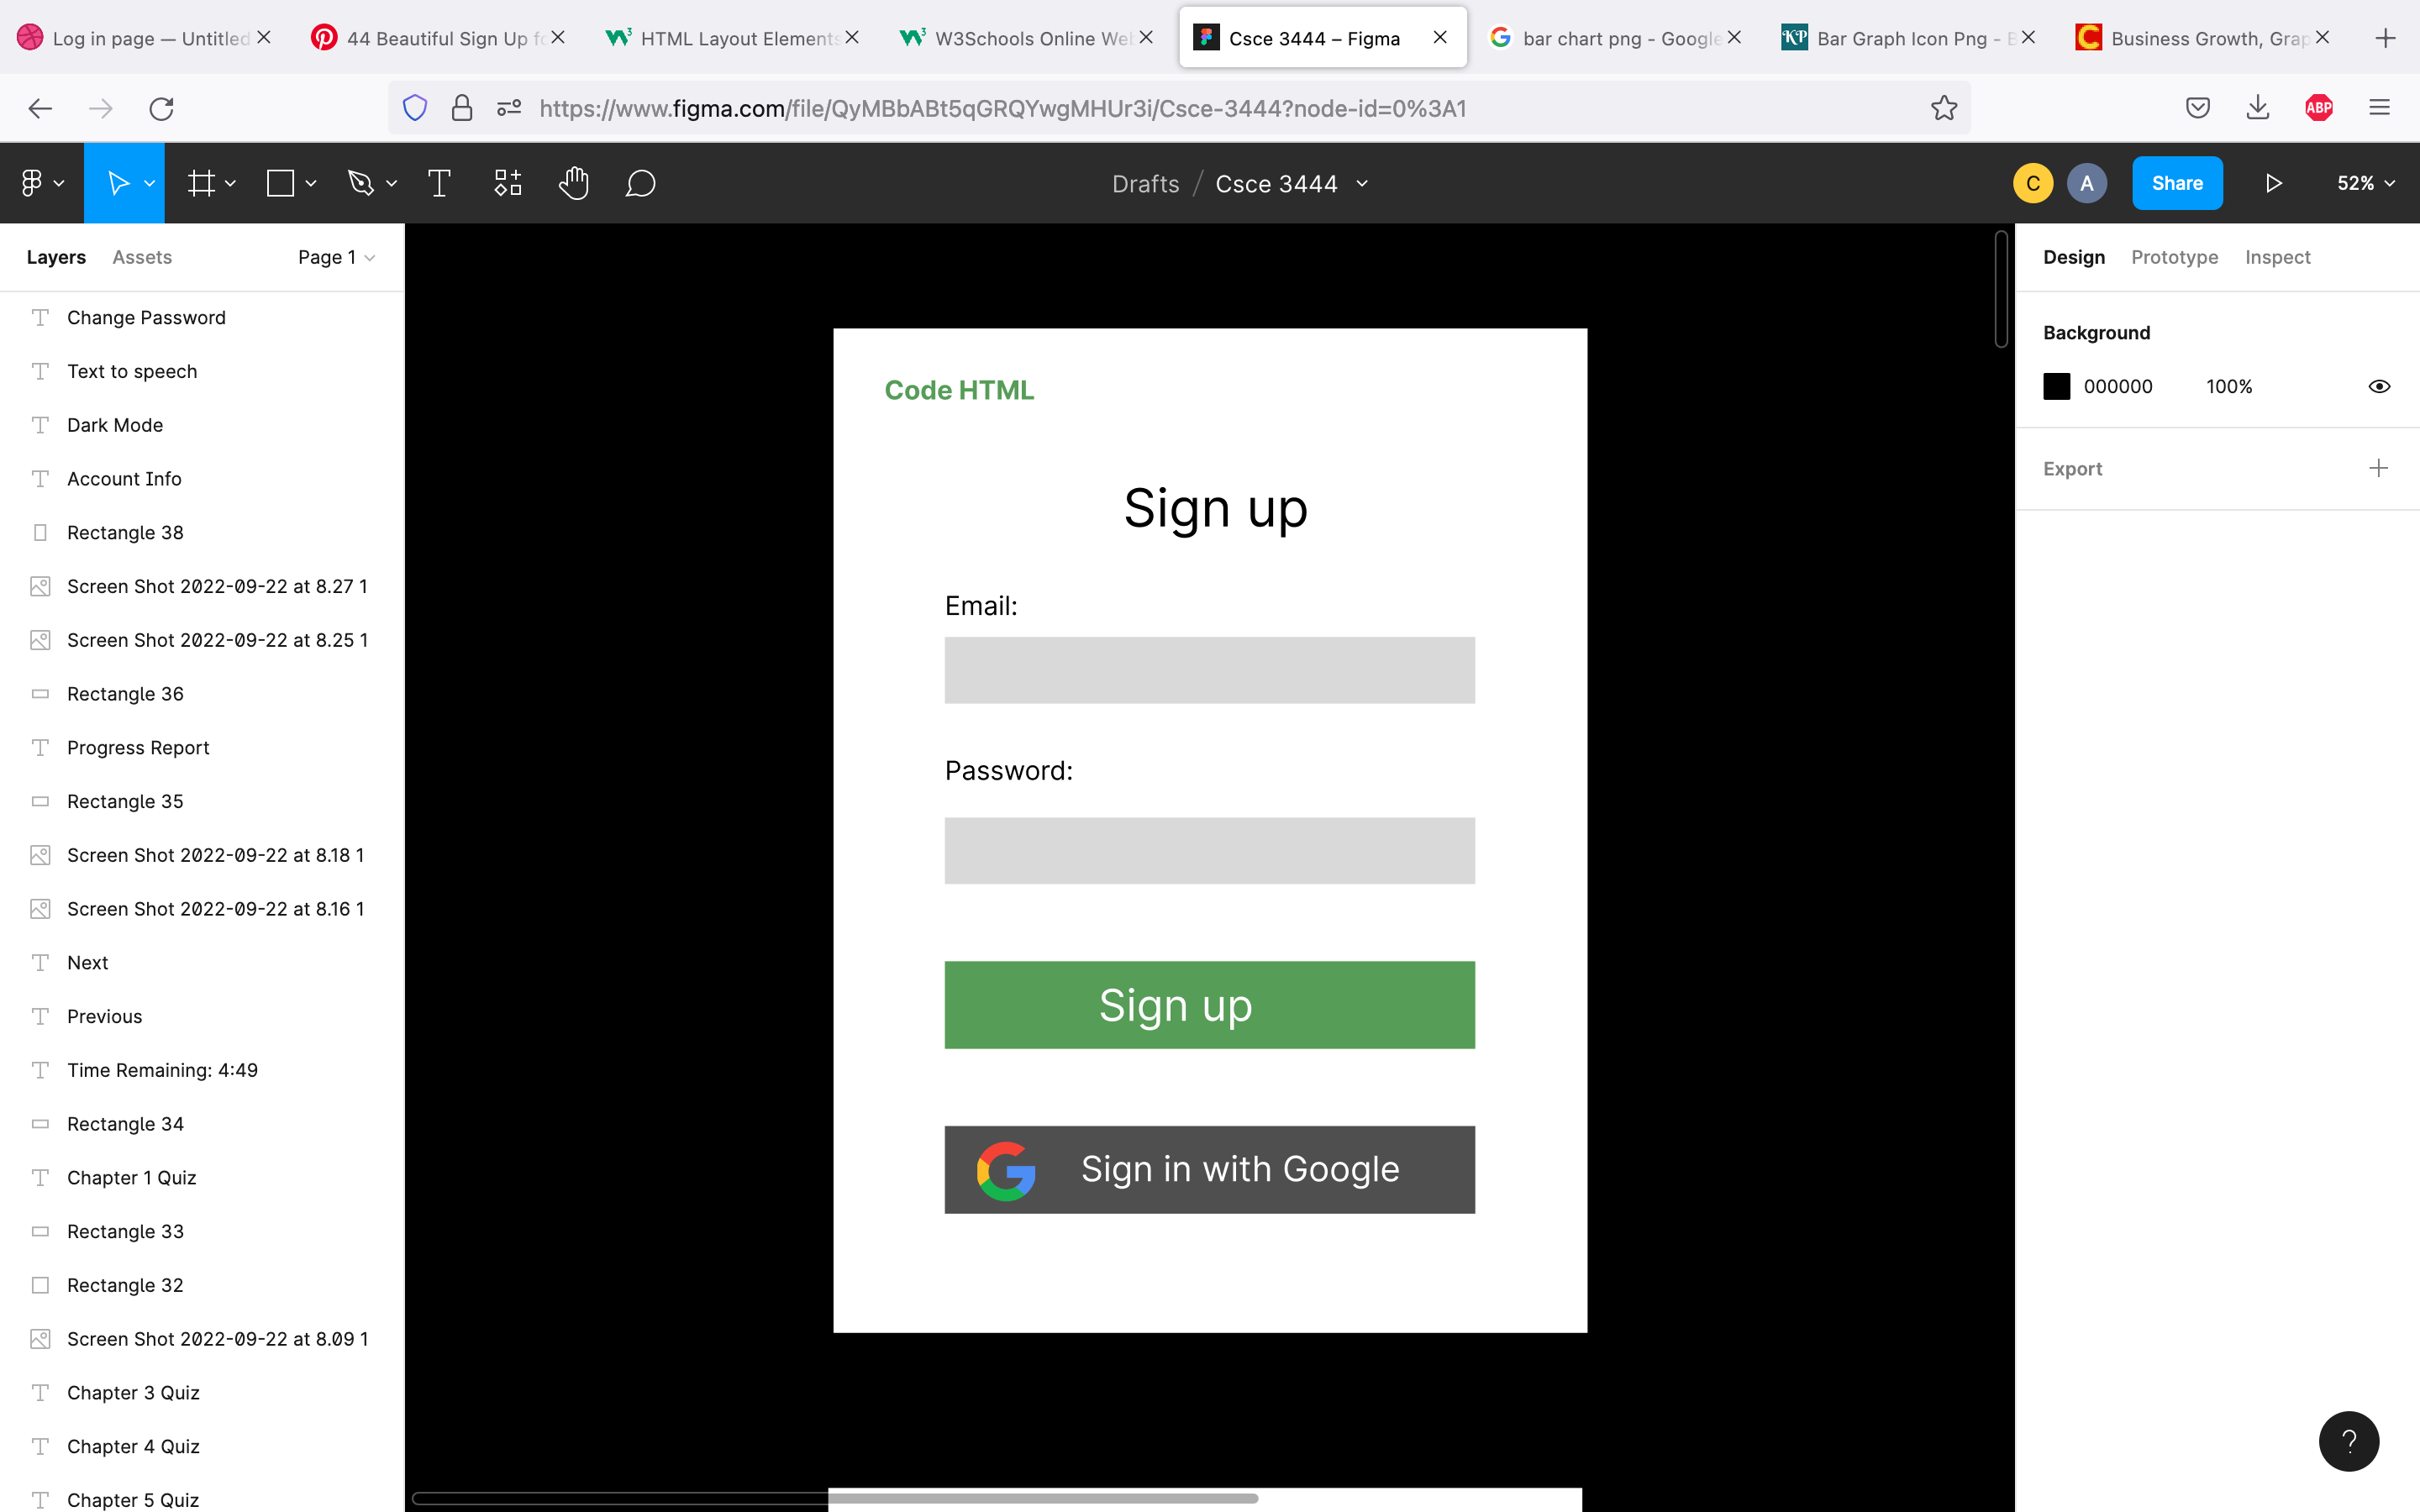 Log in page — Untitled
44 Beautiful Sign Up fo
HTML Layout Elements
W3Schools Online We
Csce 3444 – Figma
bar chart png - Google
Bar Graph Icon Png -
Business Growth, Grap
https://www.figma.com/file/QyMBbABt5qGRQYwgMHUr3i/Csce-3444?node-id=0%3A1
ABP
Drafts / Csce 3444
C
A
Share
52%
Layers
Assets
Page 1
Change Password
Text to speech
Dark Mode
Account Info
Rectangle 38
Screen Shot 2022-09-22 at 8.27 1
Screen Shot 2022-09-22 at 8.25 1
Rectangle 36
Progress Report
Rectangle 35
Screen Shot 2022-09-22 at 8.18 1
Screen Shot 2022-09-22 at 8.16 1
Next
Previous
Time Remaining: 4:49
Rectangle 34
Chapter 1 Quiz
Rectangle 33
Rectangle 32
Screen Shot 2022-09-22 at 8.09 1
Chapter 3 Quiz
Chapter 4 Quiz
Chapter 5 Quiz
Code HTML
Sign up
Email:
Password:
Sign up
Sign in with Google
Design
Prototype
Inspect
Background
000000
100%
Export
?